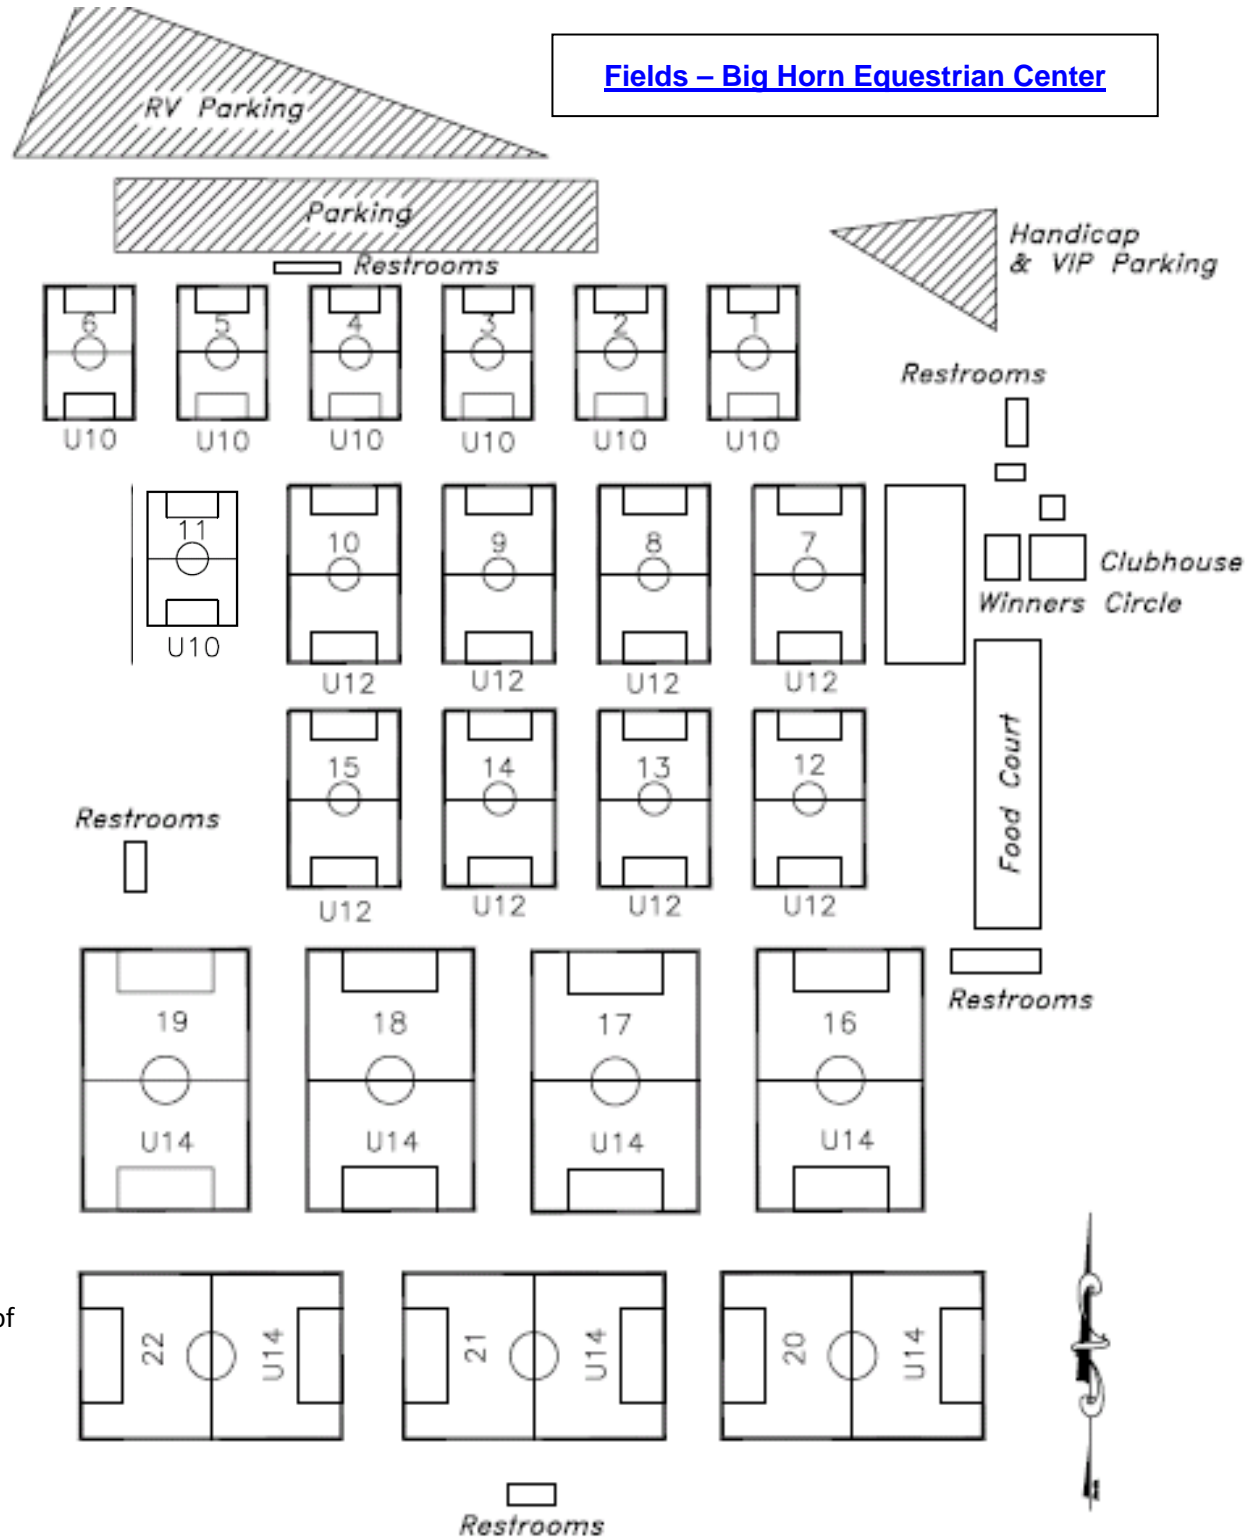 Fields – Big Horn Equestrian Center
RV Parking
Parking
Handicap
& VIP Parking
Restrooms
6 5 4 3 2 1
U10 U10 U10 U10 U10 U10
Restrooms
11 10 9 8 7
Clubhouse
Winners Circle
U10 U12 U12 U12 U12
15 14 13 12
Food Court
Restrooms
U12 U12 U12 U12
Restrooms
19 18 17 16
U14 U14 U14 U14
of
22 U14 21 U14 20 U14
Restrooms